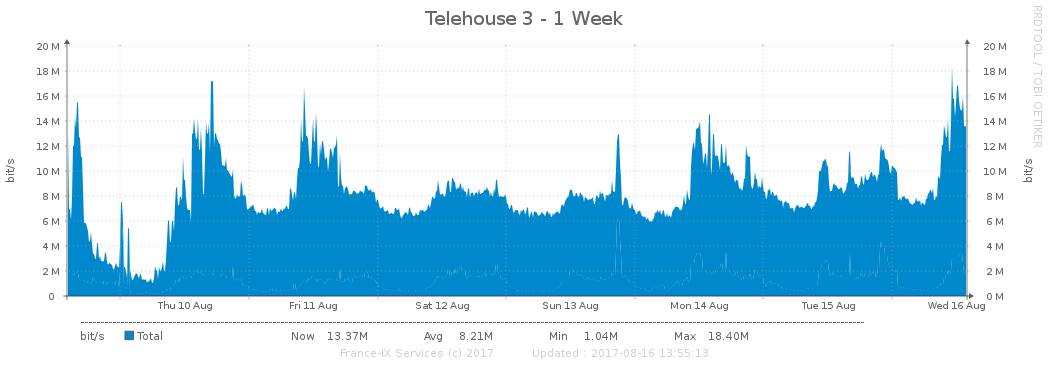 Telehouse 3 - 1 Week
RRDTOOL / TOBI OETIKER
20 M 20 M
18 M 18 M
16 M 16 M
14 M 14 M
12 M 12 M
10 M 10 M
8 M 8 M
6 M 6 M
4 M 4 M
2 M 2 M
0 0 M
bit/s bit/s
Thu 10 Aug Fri 11 Aug Sat 12 Aug Sun 13 Aug Mon 14 Aug Tue 15 Aug Wed 16 Aug
bit/s Total Now 13.37M Avg 8.21M Min 1.04M Max 18.40M
France-IX Services (c) 2017 Updated : 2017-08-16 13:55:13